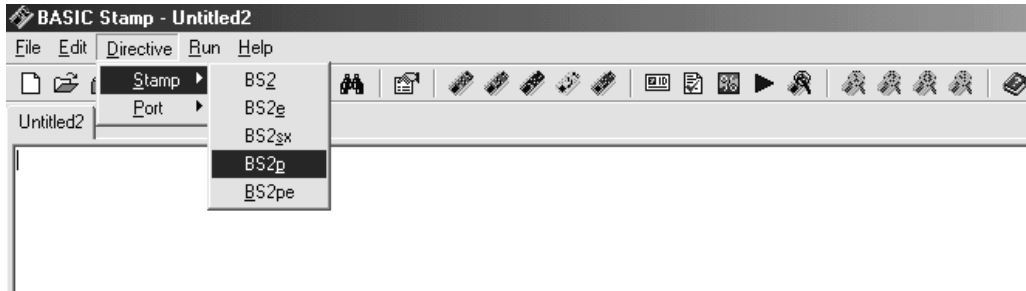 BASIC Stamp - Untitled2
File Edit Directive Run Help
Stamp BS2
Port BS2e
Untitled2
BS2sx
BS2p
BS2pe